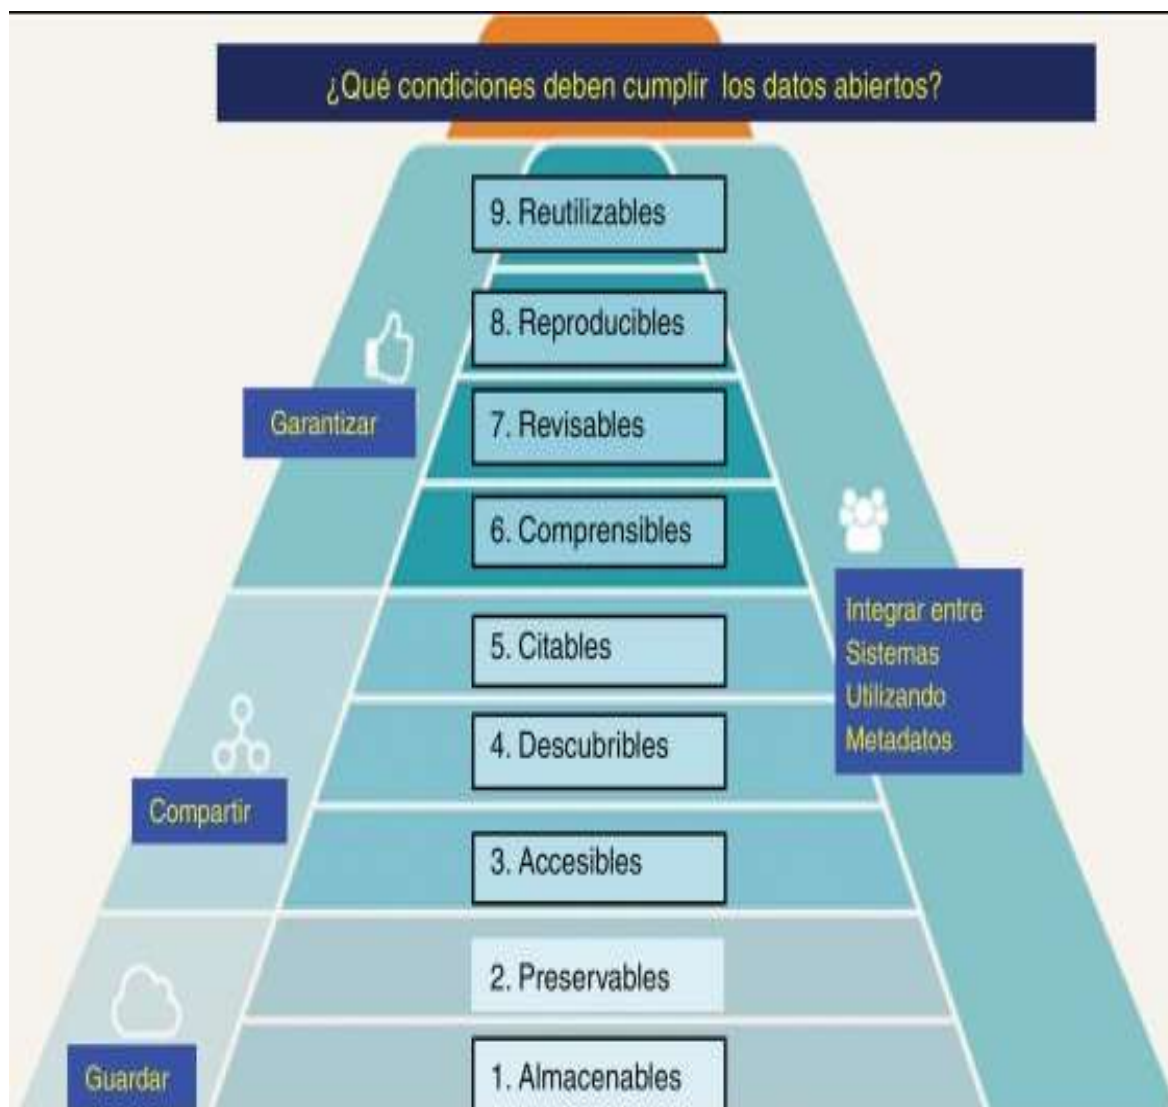 ¿Qué condiciones deben cumplir los datos abiertos?
9. Reutilizables
8. Reproducibles
Garantizar
7. Revisables
6. Comprensibles
Integrar entre
Sistemas
Utilizando
Metadatos
5. Citables
4. Descubribles
Compartir
3. Accesibles
2. Preservables
Guardar
1. Almacenables